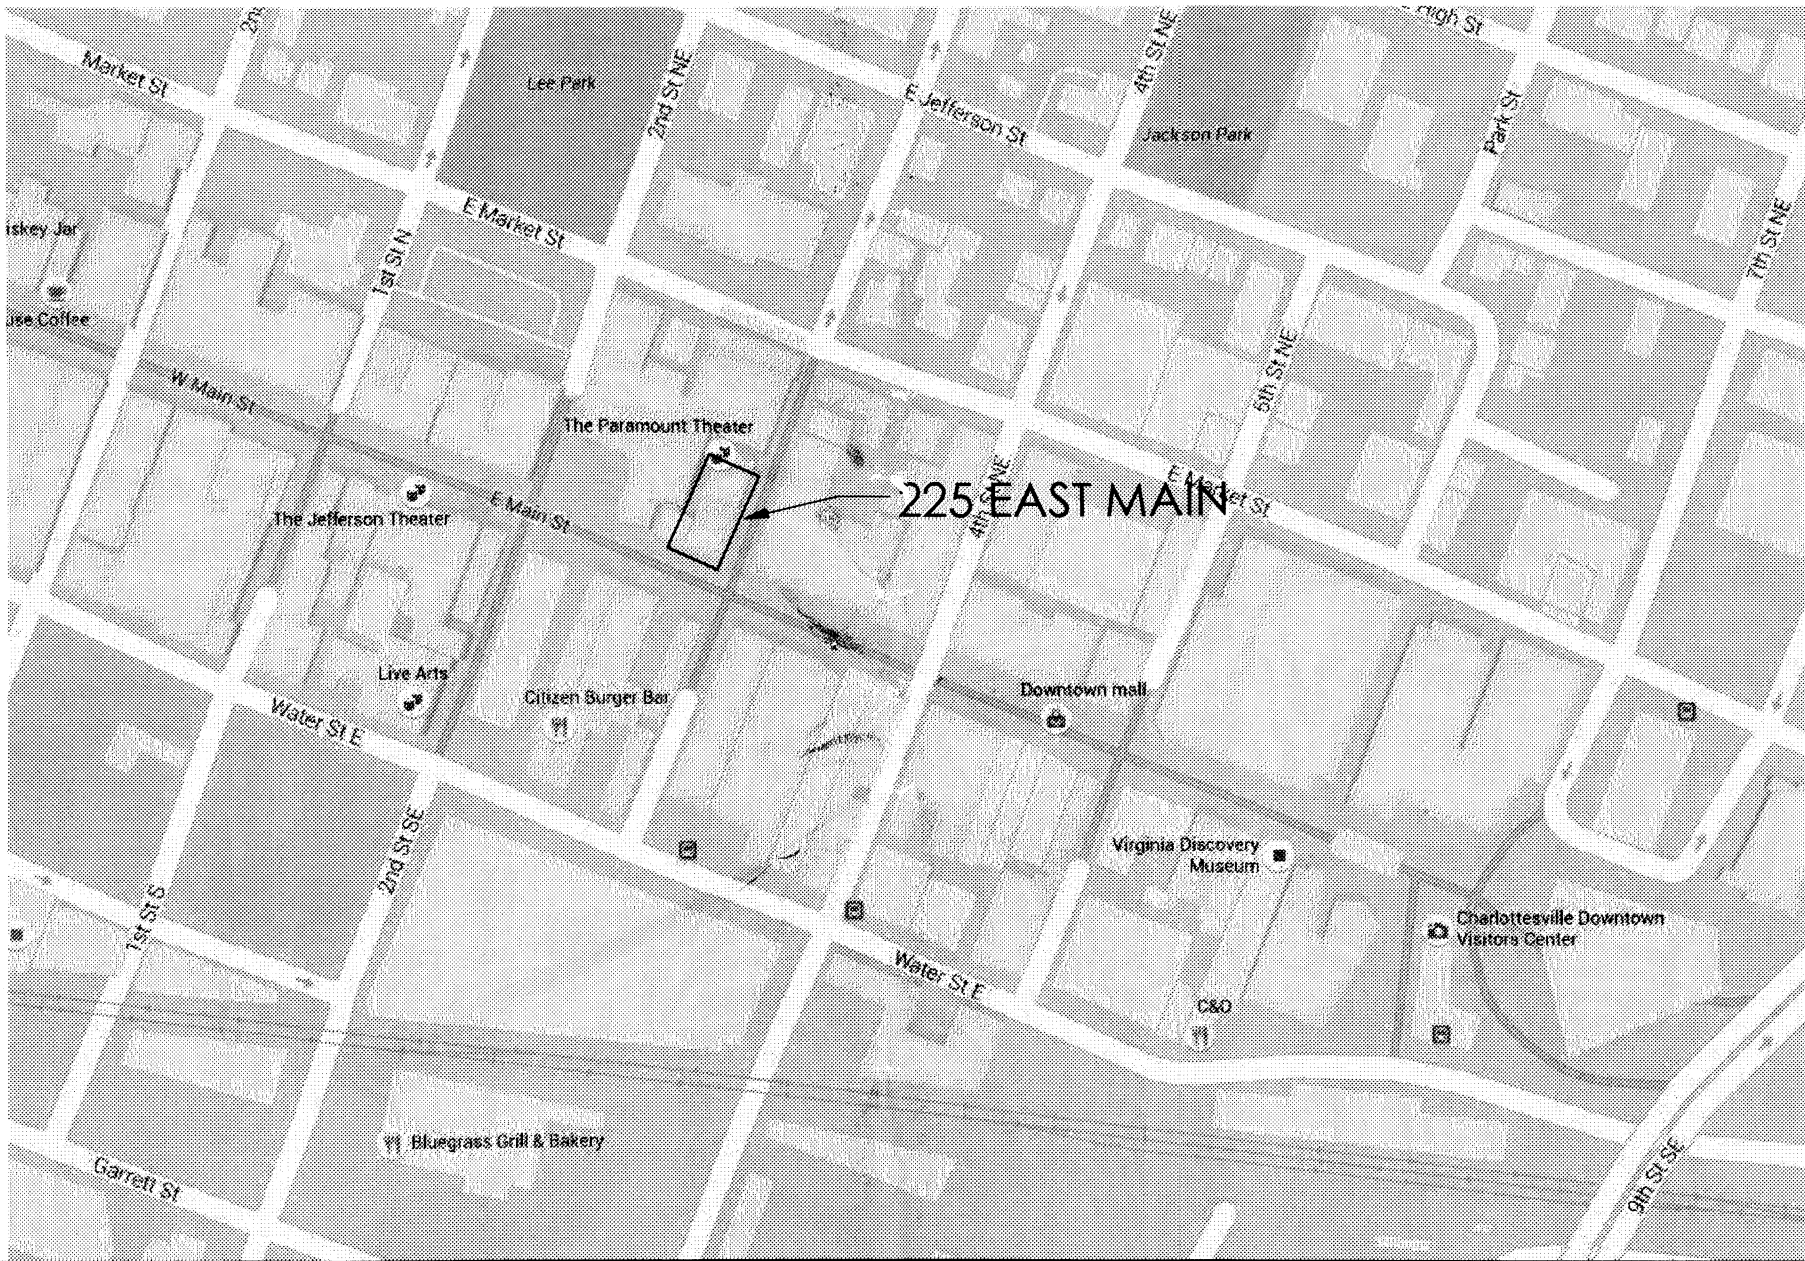 High St
Market St
Lee Park
2nd St NE
E Jefferson St
4th St NE
Jackson Park
Park St
7th St NE
E Market St
1st St N
iskey Jar
use Coffee
W Main St
The Paramount Theater
The Jefferson Theater
E Main St
225 EAST MAIN
E Market St
5th St NE
Live Arts
Citizen Burger Bar
Downtown mall
Water St E
2nd St SE
1st St S
Virginia Discovery
Museum
Charlottesville Downtown
Visitors Center
Water St E
C&O
Bluegrass Grill & Bakery
Garrett St
9th St SE